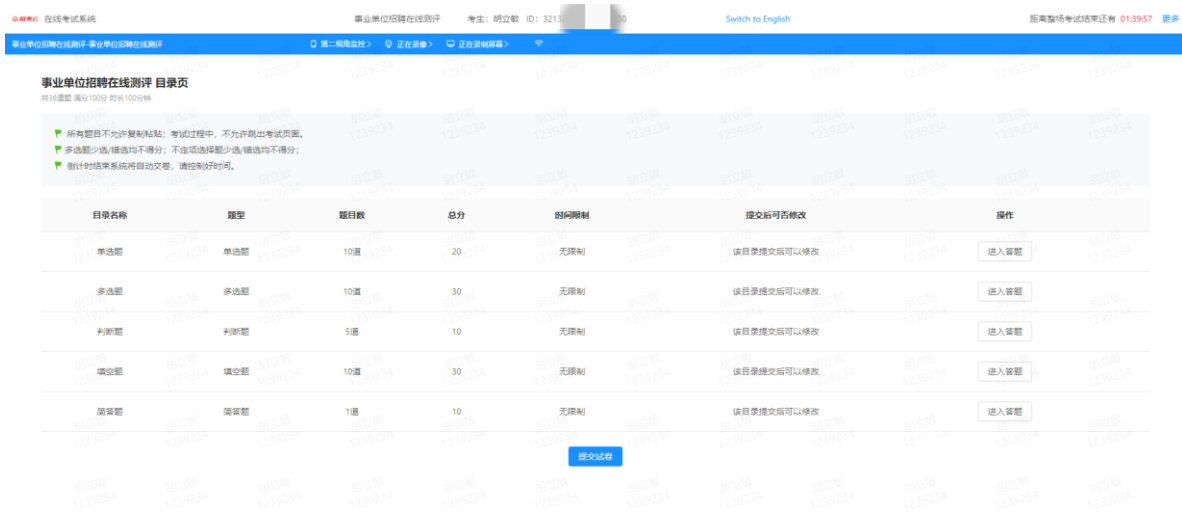 在线考试系统 事业单位招聘在线测评 考生: 胡立敏 ID: 3213 Switch to English 距离整场考试结束还有 01:39:57 更多
事业单位招聘在线测评-事业单位招聘在线测评 第二视角监控> 正在录像> 正在录制屏幕>
事业单位招聘在线测评 目录页
共36道题 满分100分 时长100分钟
所有题目不允许复制粘贴；考试过程中，不允许跳出考试页面。
多选题少选/错选均不得分；不定项选择题少选/错选均不得分；
倒计时结束系统将自动交卷，请控制好时间。
目录名称 题型 题目数 总分 时间限制 提交后可否修改 操作
单选题 单选题 10道 20 无限制 该目录提交后可以修改 进入答题
多选题 多选题 10道 30 无限制 该目录提交后可以修改 进入答题
判断题 判断题 5道 10 无限制 该目录提交后可以修改 进入答题
填空题 填空题 10道 30 无限制 该目录提交后可以修改 进入答题
简答题 简答题 1道 10 无限制 该目录提交后可以修改 进入答题
提交试卷
胡立敏
1239234